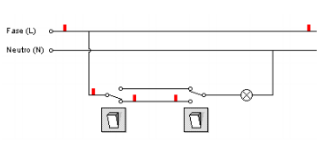 Fase (L)
Neutro (N)